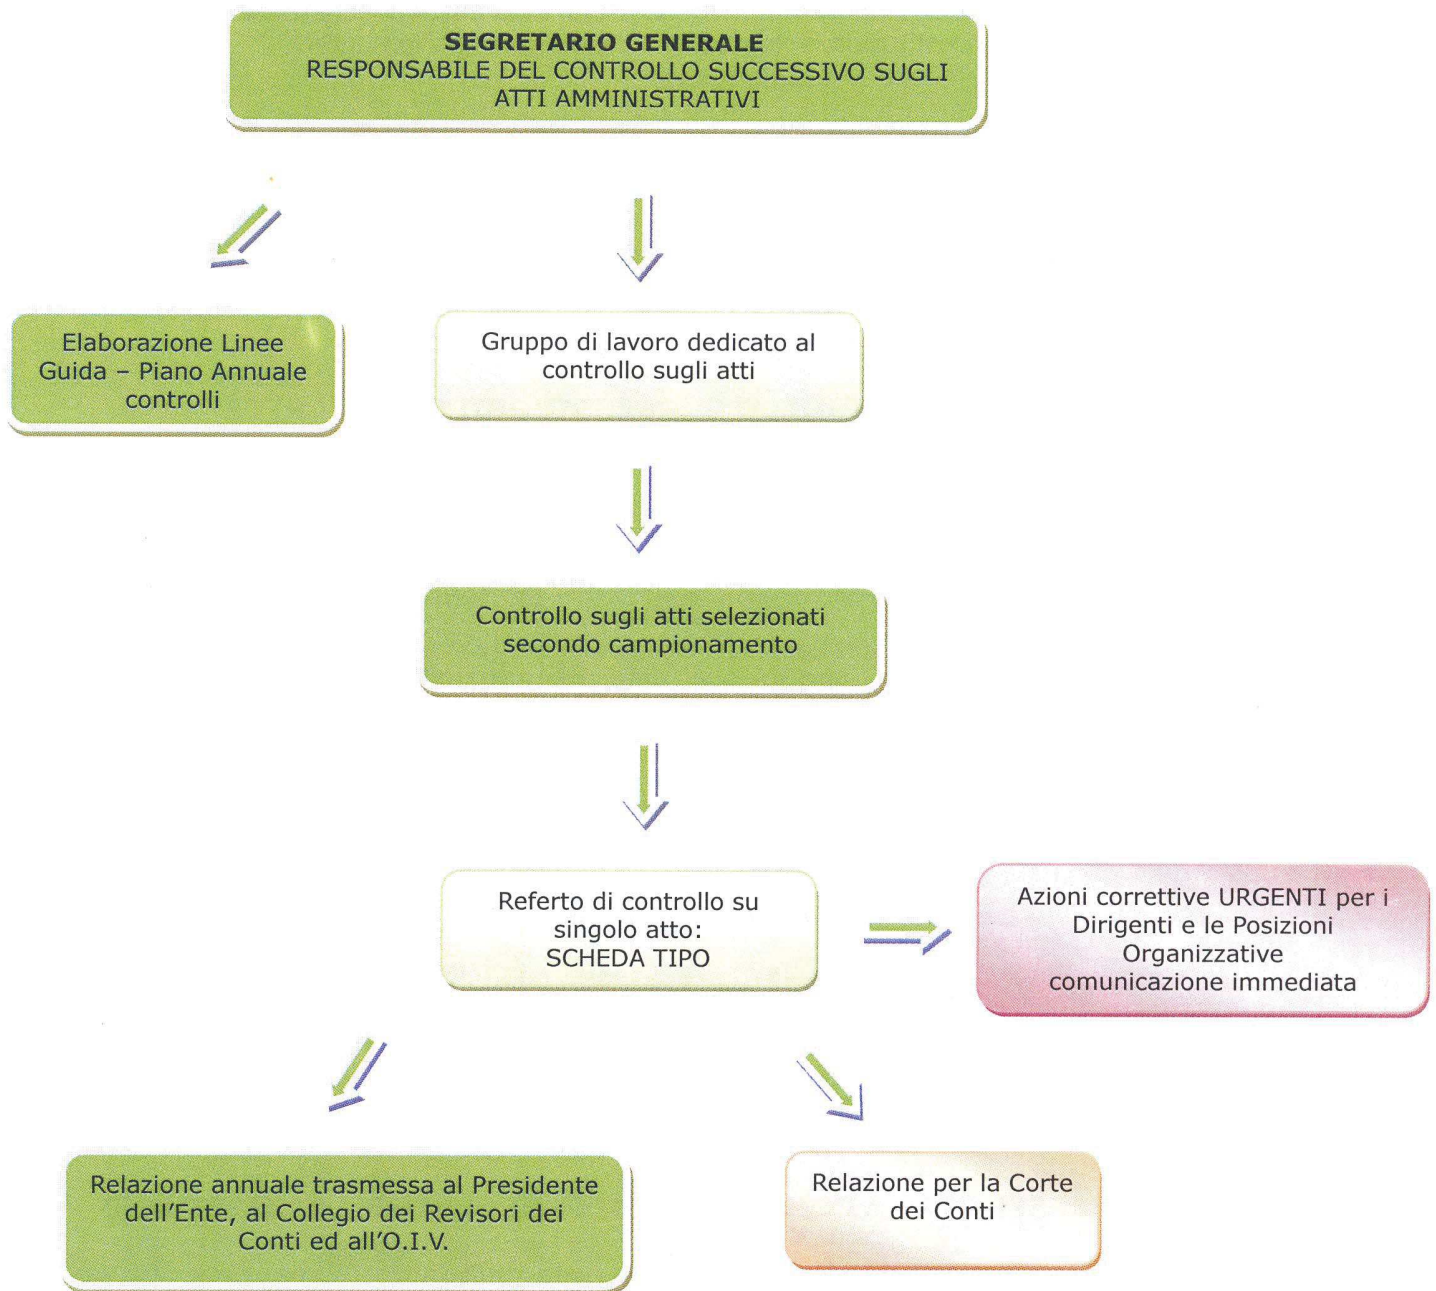 SEGRETARIO GENERALE
RESPONSABILE DEL CONTROLLO SUCCESSIVO SUGLI
ATTI AMMINISTRATIVI
Elaborazione Linee
Guida – Piano Annuale
controlli
Gruppo di lavoro dedicato al
controllo sugli atti
Controllo sugli atti selezionati
secondo campionamento
Referto di controllo su
singolo atto:
SCHEDA TIPO
Azioni correttive URGENTI per i
Dirigenti e le Posizioni
Organizzative
comunicazione immediata
Relazione annuale trasmessa al Presidente
dell'Ente, al Collegio dei Revisori dei
Conti ed all'O.I.V.
Relazione per la Corte
dei Conti